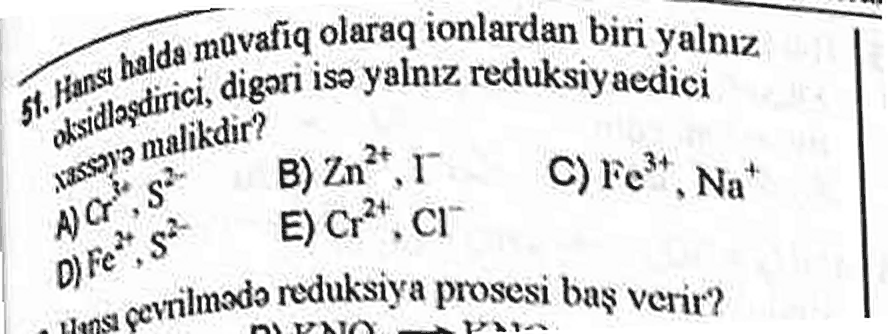 51. Hansı halda müvafiq olaraq ionlardan biri yalnız
oksidləşdirici, digəri isə yalnız reduksiyaedici
xassəyə malikdir?
A) Cr³⁺, S²⁻ B) Zn²⁺, I⁻ C) Fe³⁺, Na⁺
D) Fe²⁺, S²⁻ E) Cr²⁺, Cl⁻
Hansı çevrilmədə reduksiya prosesi baş verir?